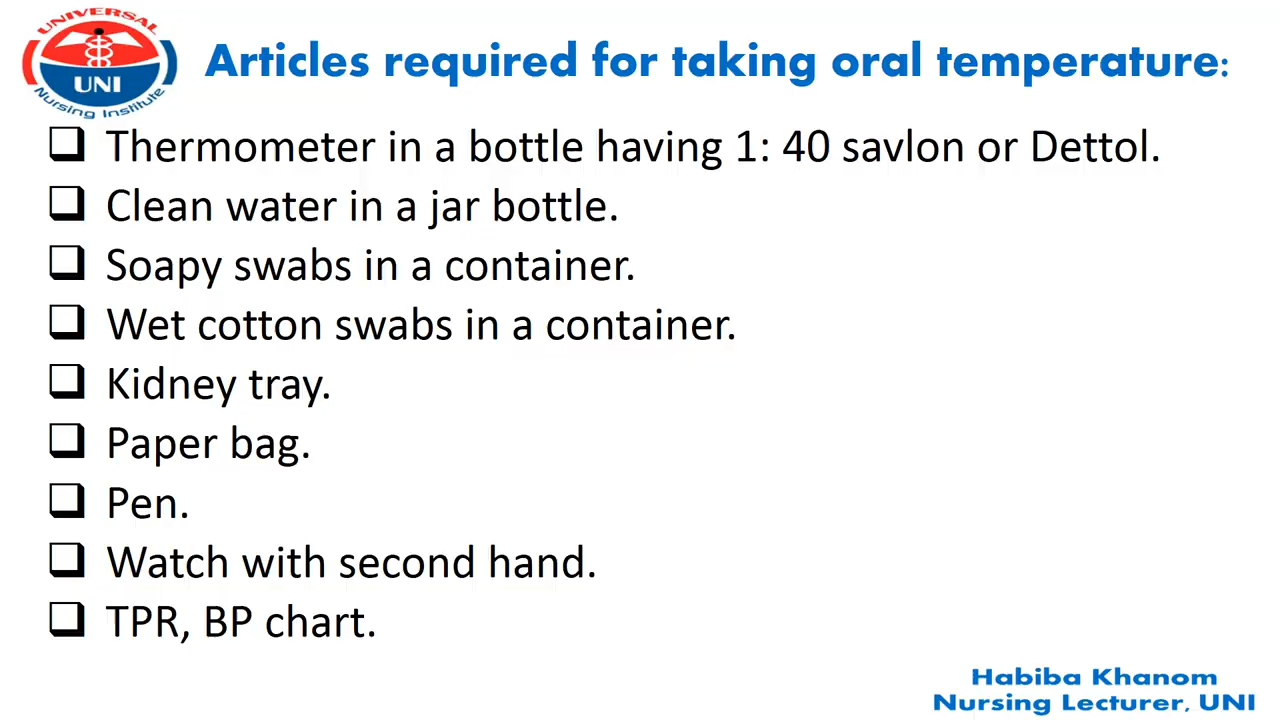 UNIVERSAL
UNI
Nursing Institute
Articles required for taking oral temperature:
❑ Thermometer in a bottle having 1: 40 savlon or Dettol.
❑ Clean water in a jar bottle.
❑ Soapy swabs in a container.
❑ Wet cotton swabs in a container.
❑ Kidney tray.
❑ Paper bag.
❑ Pen.
❑ Watch with second hand.
❑ TPR, BP chart.
Habiba Khanom
Nursing Lecturer, UNI